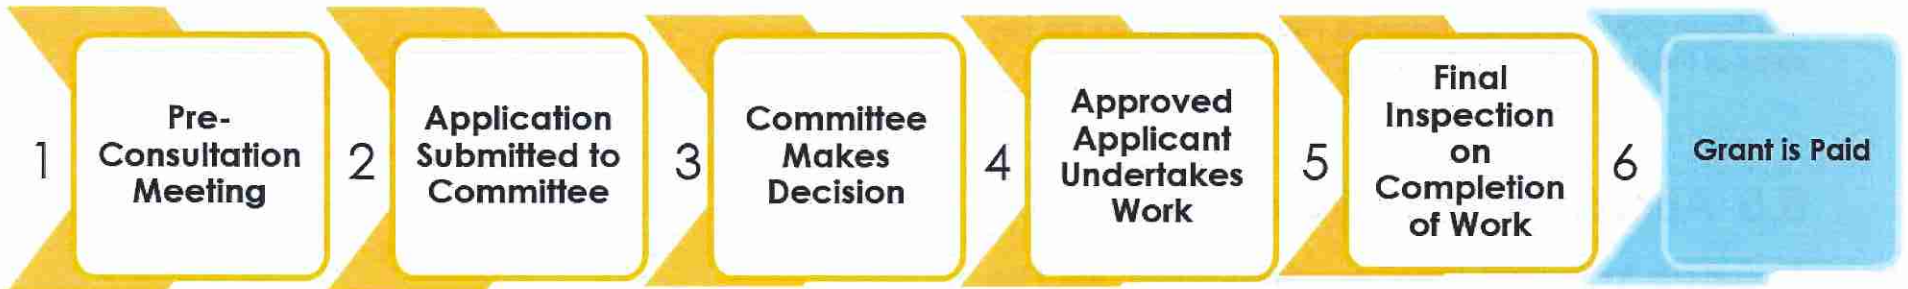 1
Pre-
Consultation
Meeting
2
Application
Submitted to
Committee
3
Committee
Makes
Decision
4
Approved
Applicant
Undertakes
Work
5
Final
Inspection
on
Completion
of Work
6
Grant is Paid